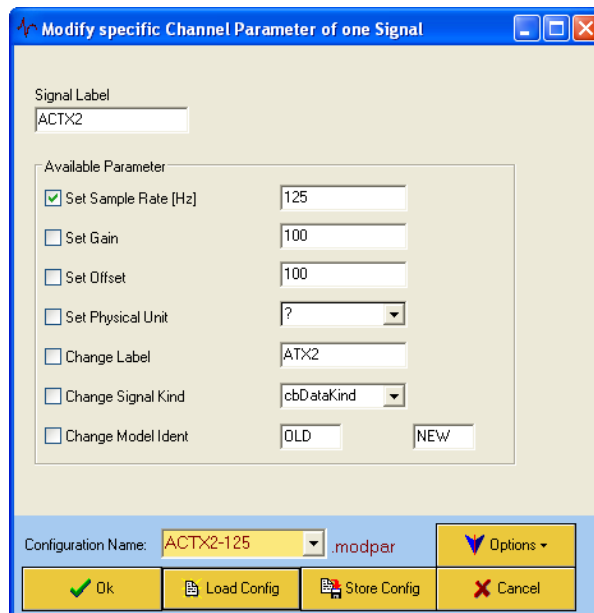 Modify specific Channel Parameter of one Signal
Signal Label
ACTX2
Available Parameter
Set Sample Rate [Hz] 125
Set Gain 100
Set Offset 100
Set Physical Unit ?
Change Label ATX2
Change Signal Kind cbDataKind
Change Model Ident OLD NEW
Configuration Name: ACTX2-125 .modpar Options
Ok Load Config Store Config Cancel